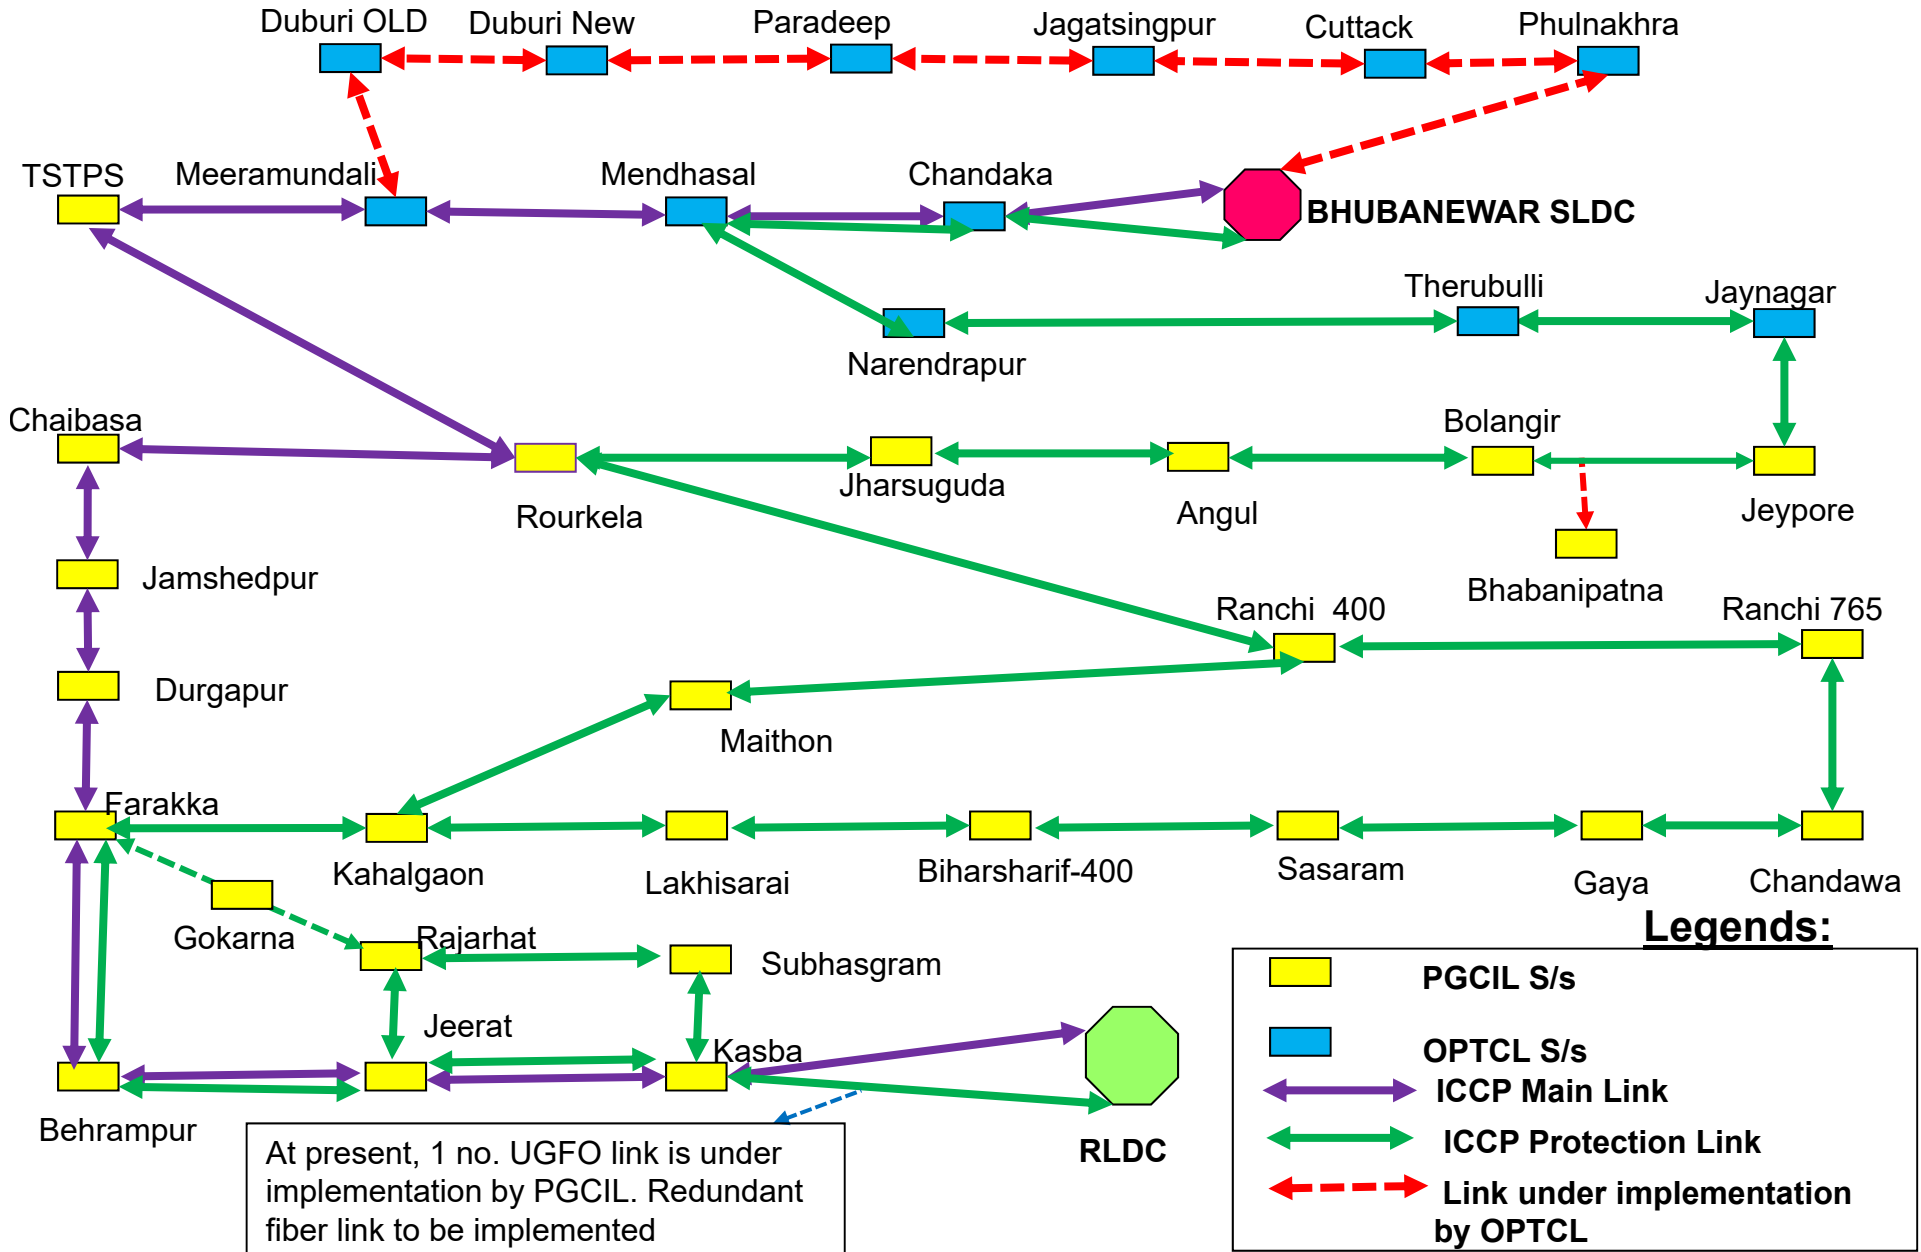 Duburi OLD
Duburi New
Paradeep
Jagatsingpur
Cuttack
Phulnakhra
TSTPS
Meeramundali
Mendhasal
Chandaka
BHUBANEWAR SLDC
Therubulli
Jaynagar
Narendrapur
Chaibasa
Bolangir
Jharsuguda
Rourkela
Angul
Jeypore
Jamshedpur
Bhabanipatna
Ranchi 400
Ranchi 765
Durgapur
Maithon
Farakka
Kahalgaon
Lakhisarai
Biharsharif-400
Sasaram
Gaya
Chandawa
Gokarna
Rajarhat
Subhasgram
Jeerat
Kasba
Behrampur
RLDC
At present, 1 no. UGFO link is under
implementation by PGCIL. Redundant
fiber link to be implemented
Legends:
PGCIL S/s
OPTCL S/s
ICCP Main Link
ICCP Protection Link
Link under implementation
by OPTCL